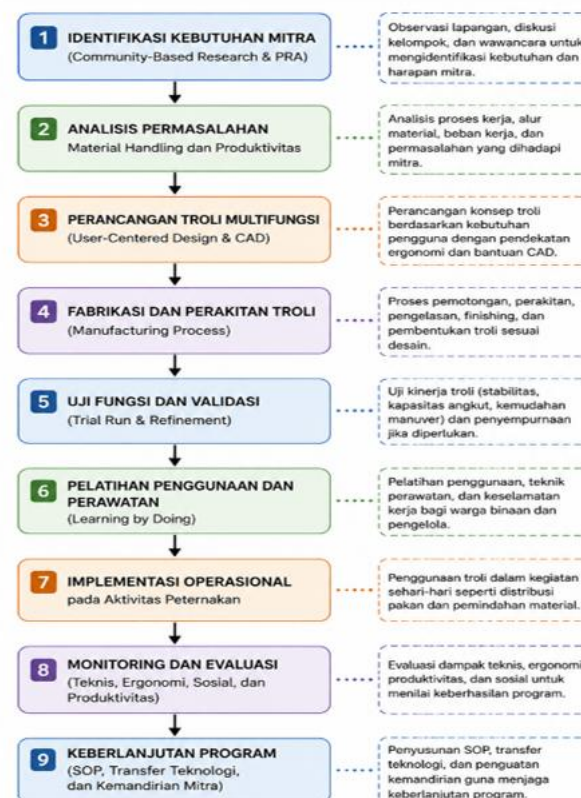 1 IDENTIFIKASI KEBUTUHAN MITRA
(Community-Based Research & PRA)
Observasi lapangan, diskusi
kelompok, dan wawancara untuk
mengidentifikasi kebutuhan dan
harapan mitra.
2 ANALISIS PERMASALAHAN
Material Handling dan Produktivitas
Analisis proses kerja, alur
material, beban kerja, dan
permasalahan yang dihadapi
mitra.
3 PERANCANGAN TROLI MULTIFUNGSI
(User-Centered Design & CAD)
Perancangan konsep troli
berdasarkan kebutuhan
pengguna dengan pendekatan
ergonomi dan bantuan CAD.
4 FABRIKASI DAN PERAKITAN TROLI
(Manufacturing Process)
Proses pemotongan, perakitan,
pengelasan, finishing, dan
pembentukan troli sesuai
desain.
5 UJI FUNGSI DAN VALIDASI
(Trial Run & Refinement)
Uji kinerja troli (stabilitas,
kapasitas angkut, kemudahan
manuver) dan penyempurnaan
jika diperlukan.
6 PELATIHAN PENGGUNAAN DAN
PERAWATAN
(Learning by Doing)
Pelatihan penggunaan, teknik
perawatan, dan keselamatan
kerja bagi warga binaan dan
pengelola.
7 IMPLEMENTASI OPERASIONAL
pada Aktivitas Peternakan
Penggunaan troli dalam kegiatan
sehari-hari seperti distribusi
pakan dan pemindahan material.
8 MONITORING DAN EVALUASI
(Teknis, Ergonomi, Sosial, dan
Produktivitas)
Evaluasi dampak teknis, ergonomi
produktivitas, dan sosial untuk
menilai keberhasilan program.
9 KEBERLANJUTAN PROGRAM
(SOP, Transfer Teknologi,
dan Kemandirian Mitra)
Penyusunan SOP, transfer
teknologi, dan penguatan
kemandirian guna menjaga
keberlanjutan program.